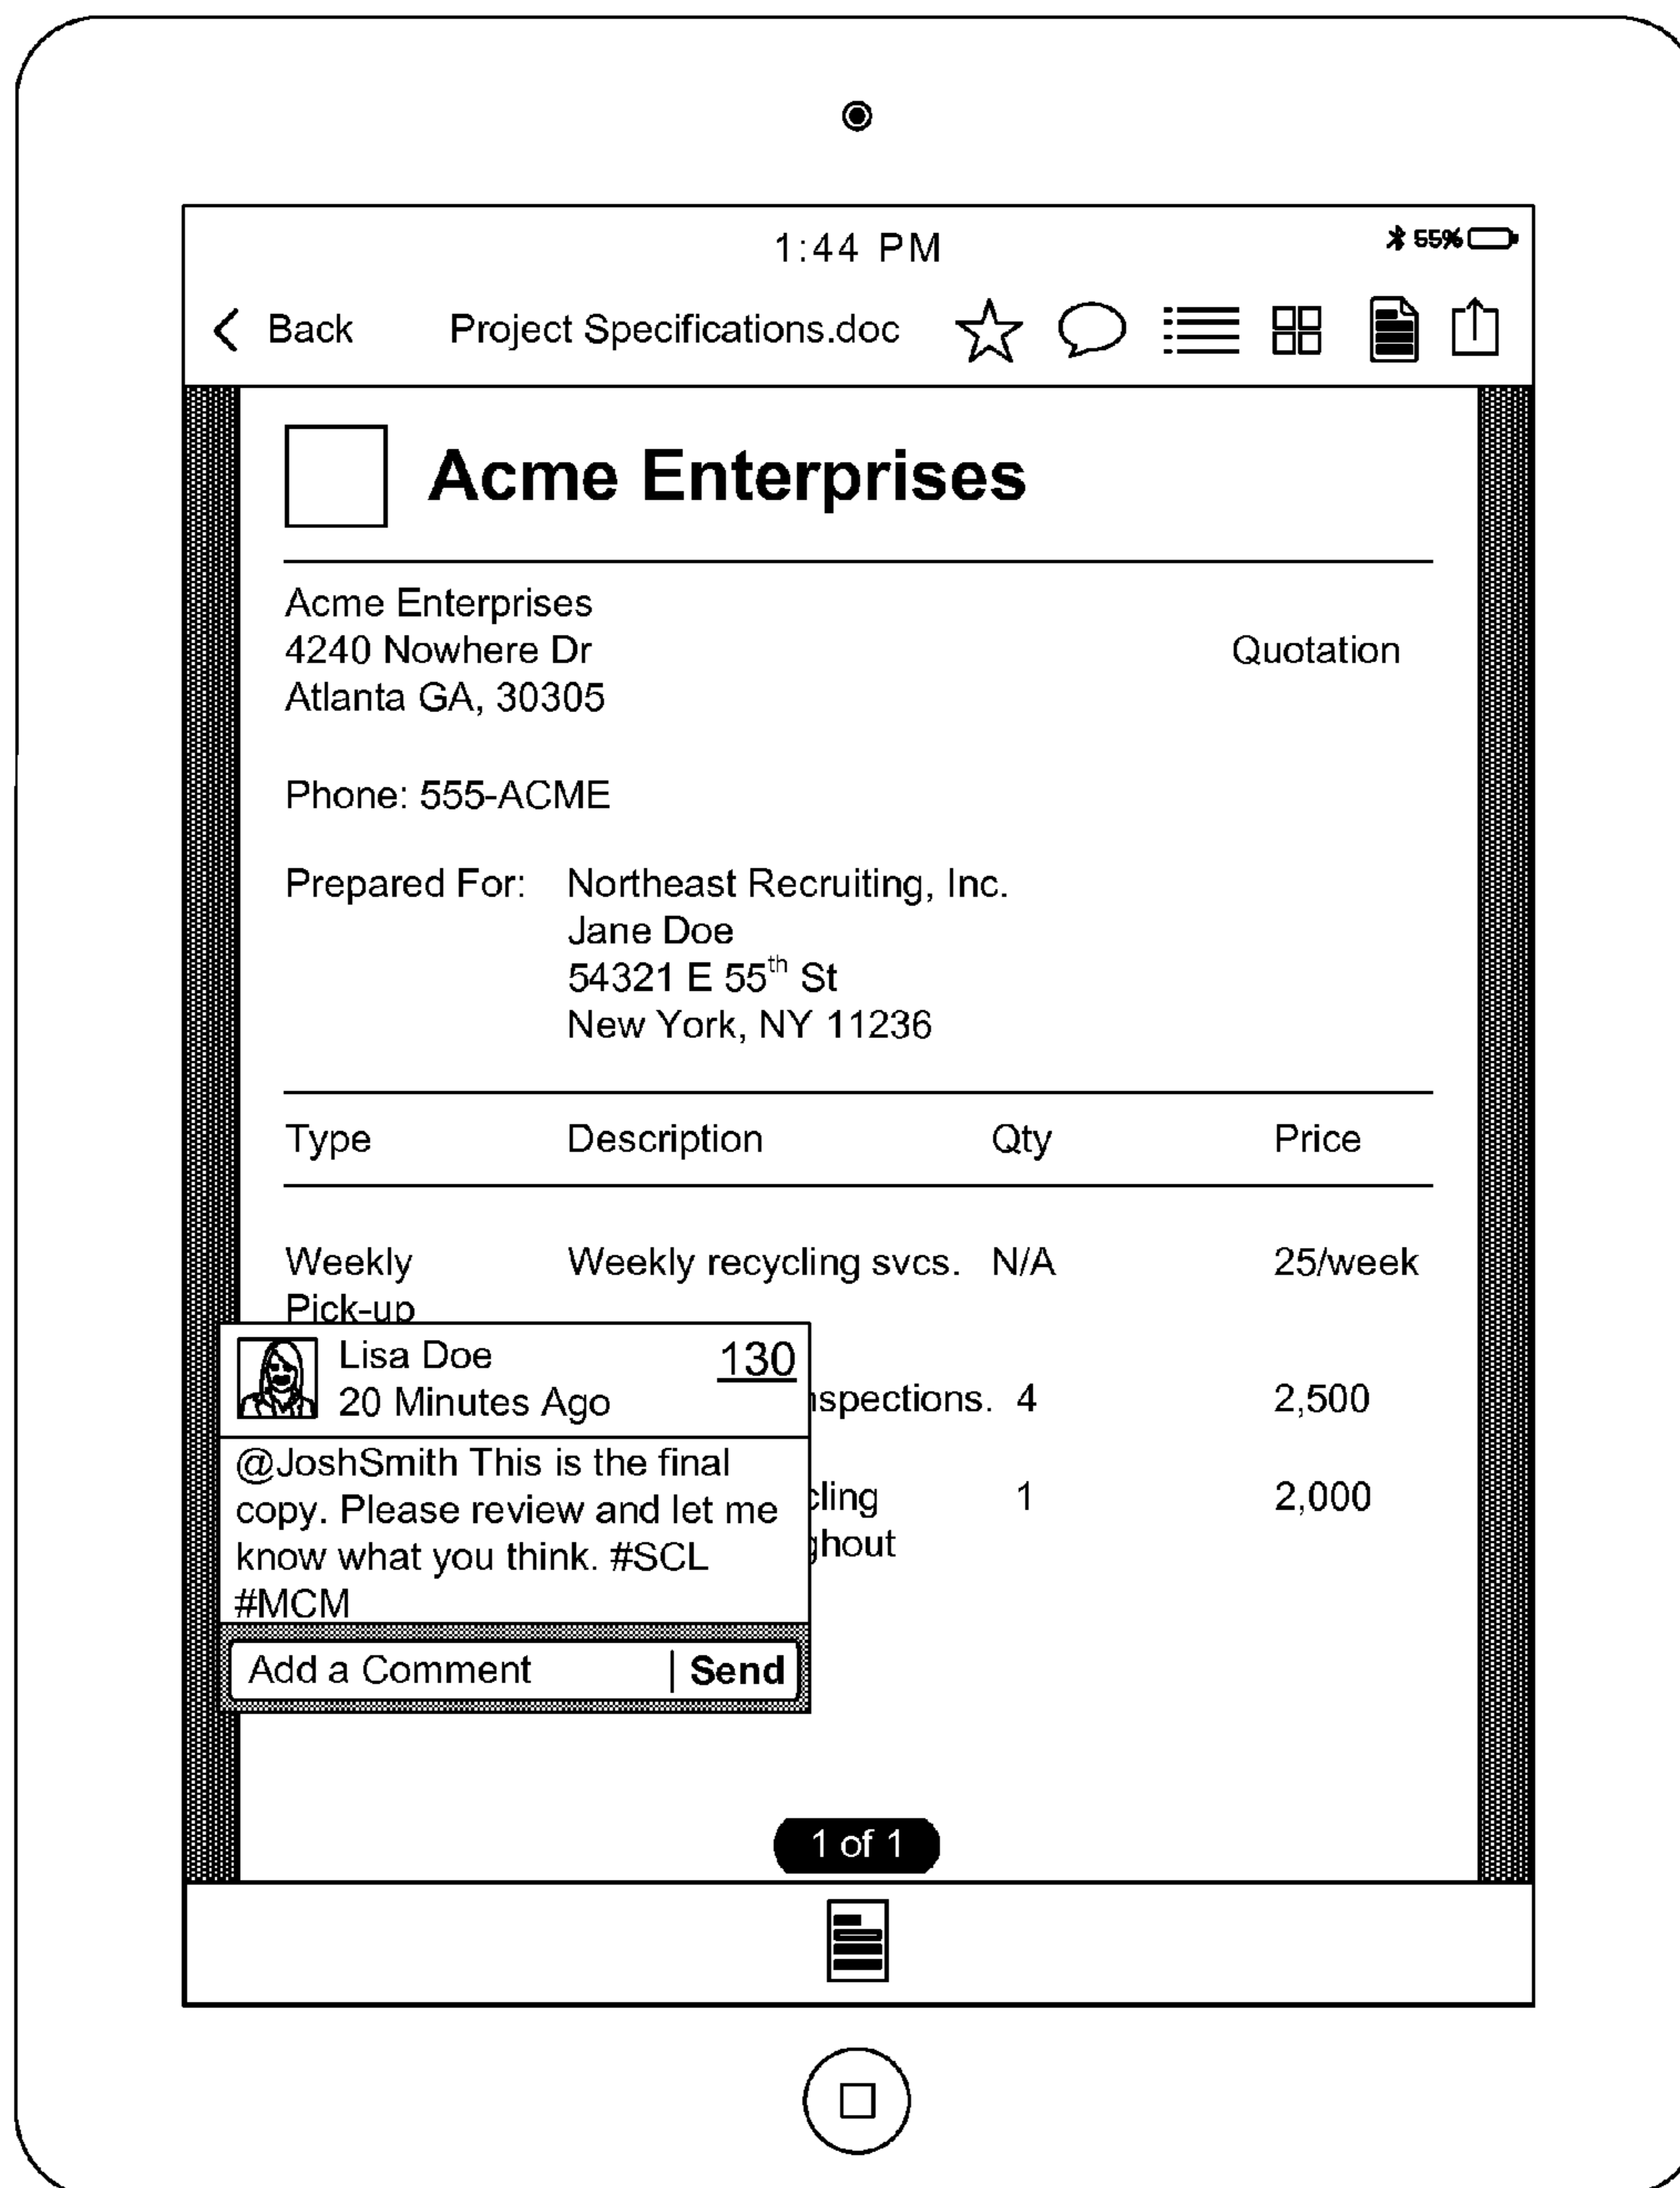 1:44 PM 55%
Back Project Specifications.doc
Acme Enterprises
Acme Enterprises
4240 Nowhere Dr
Quotation
Atlanta GA, 30305
Phone: 555-ACME
Prepared For: Northeast Recruiting, Inc.
Jane Doe
54321 E 55th St
New York, NY 11236
Type Description Qty Price
Weekly Weekly recycling svcs. N/A 25/week
Pick-up
4 2,500
1 2,000
Lisa Doe 130
20 Minutes Ago
@JoshSmith This is the final
copy. Please review and let me
know what you think. #SCL
#MCM
Add a Comment | Send
1 of 1